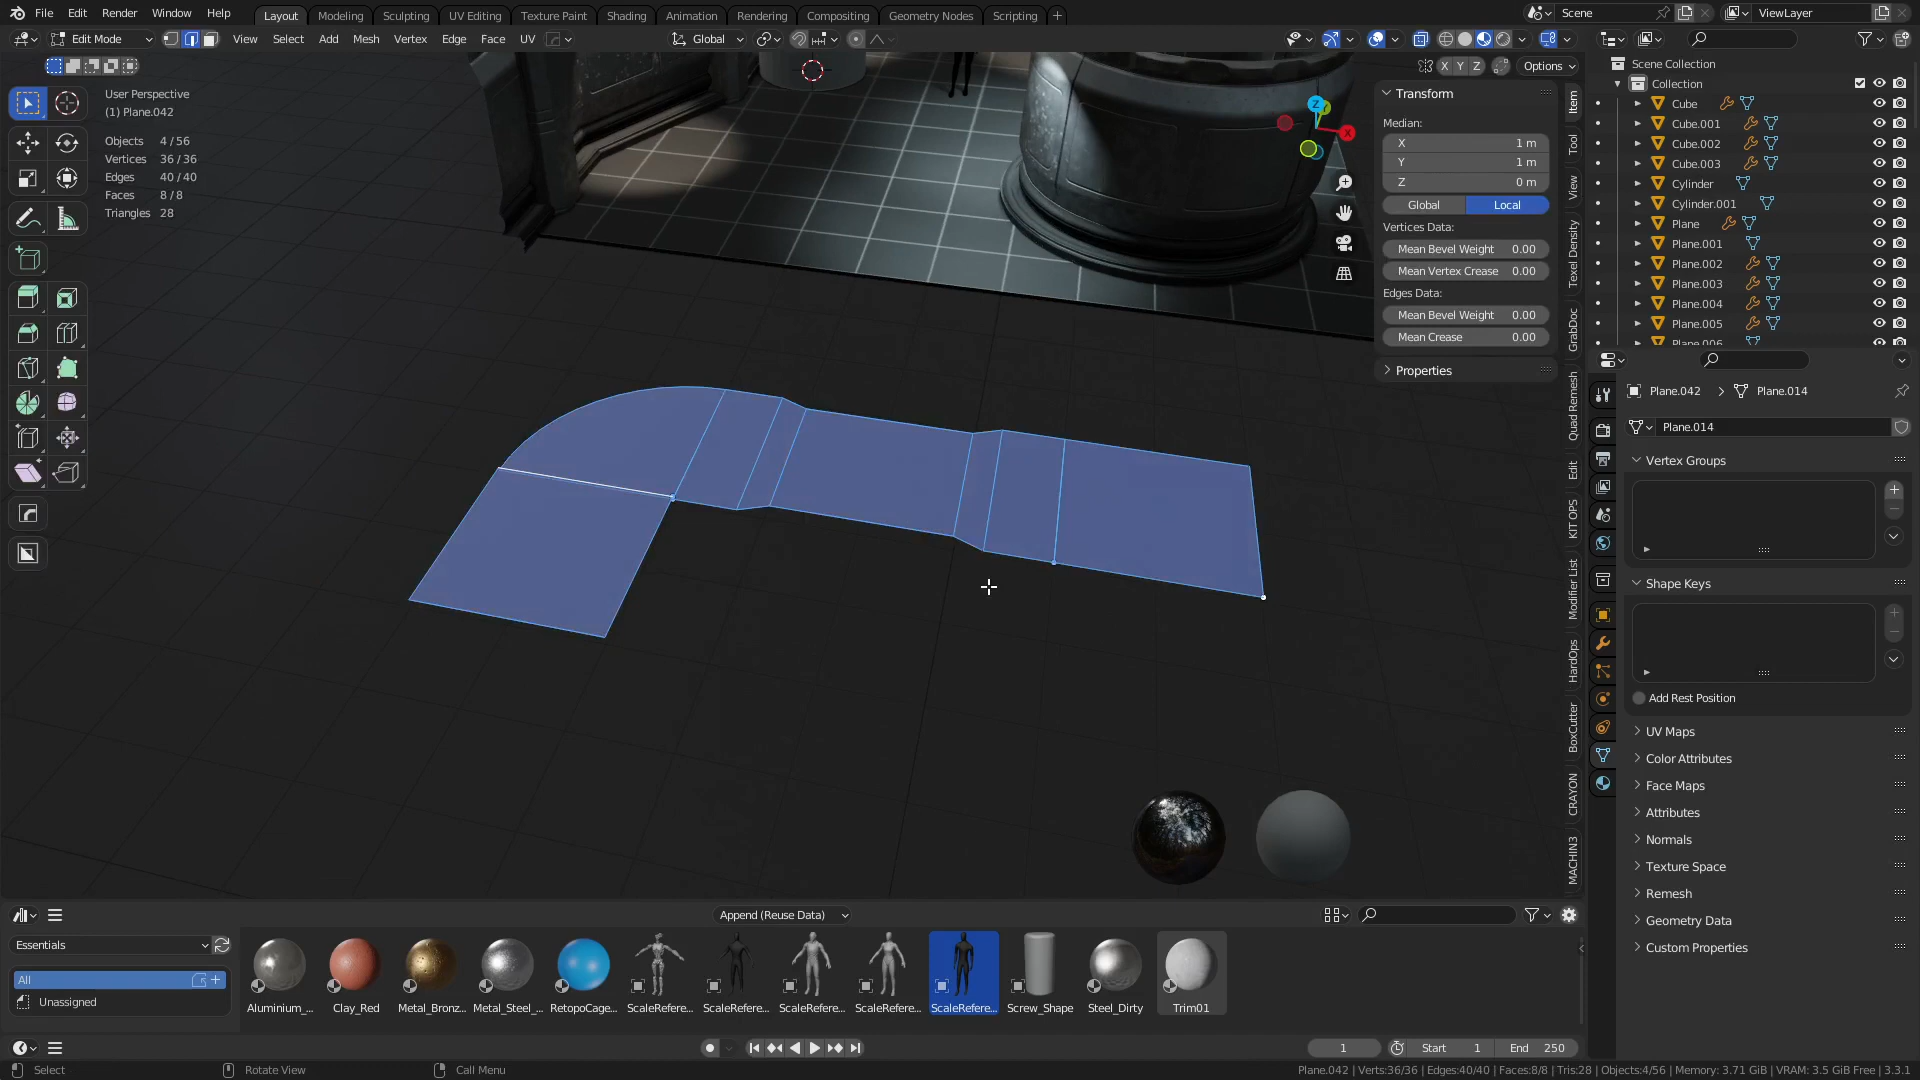 File Edit Render Window Help Layout Modeling Sculpting UV Editing Texture Paint Shading Animation Rendering Compositing Geometry Nodes Scripting + Scene ViewLayer
Edit Mode View Select Add Mesh Vertex Edge Face UV Global
X Y Z Options
User Perspective
(1) Plane.042
Objects 4 / 56
Vertices 36 / 36
Edges 40 / 40
Faces 8 / 8
Triangles 28
Z
X
Transform
Median:
X 1 m
Y 1 m
Z 0 m
Global Local
Vertices Data:
Mean Bevel Weight 0.00
Mean Vertex Crease 0.00
Edges Data:
Mean Bevel Weight 0.00
Mean Crease 0.00
Properties
Item
Tool
View
Texel Density
GrabDoc
Quad Remesh
Edit
KIT OPS
Modifier List
HardOps
BoxCutter
CRAYON
MACHIN3
Scene Collection
Collection
Cube
Cube.001
Cube.002
Cube.003
Cylinder
Cylinder.001
Plane
Plane.001
Plane.002
Plane.003
Plane.004
Plane.005
Plane.006
Plane.042 Plane.014
Plane.014
Vertex Groups
Shape Keys
Add Rest Position
UV Maps
Color Attributes
Face Maps
Attributes
Normals
Texture Space
Remesh
Geometry Data
Custom Properties
Append (Reuse Data)
Essentials
All
Unassigned
Aluminium_... Clay_Red Metal_Bronz... Metal_Steel_... RetopoCage... ScaleRefere... ScaleRefere... ScaleRefere... ScaleRefere... ScaleRefere... Screw_Shape Steel_Dirty Trim01
1 Start 1 End 250
Select Rotate View Call Menu Plane.042 | Verts:36/36 | Edges:40/40 | Faces:8/8 | Tris:28 | Objects:4/56 | Memory: 3.71 GiB | VRAM: 3.5 GiB Free | 3.3.1